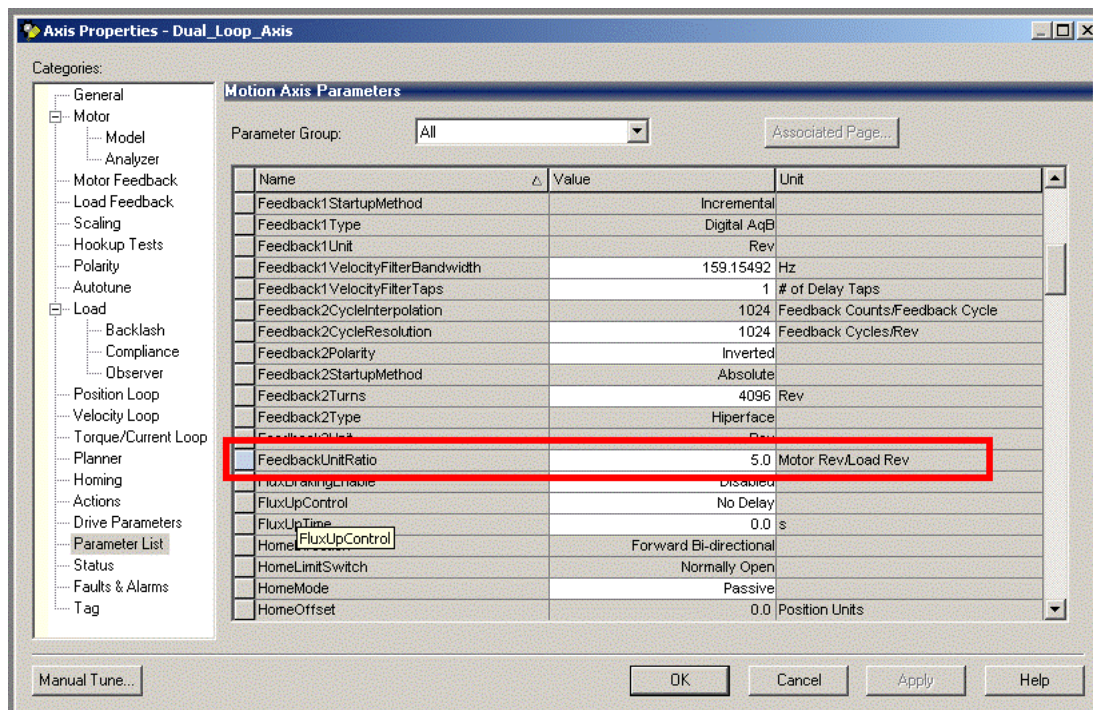 Axis Properties - Dual_Loop_Axis
Categories:
General
Motor
Model
Analyzer
Motor Feedback
Load Feedback
Scaling
Hookup Tests
Polarity
Autotune
Load
Backlash
Compliance
Observer
Position Loop
Velocity Loop
Torque/Current Loop
Planner
Homing
Actions
Drive Parameters
Parameter List
Status
Faults & Alarms
Tag
Motion Axis Parameters
Parameter Group: All Associated Page...
Name Value Unit
Feedback1StartupMethod Incremental
Feedback1Type Digital AqB
Feedback1Unit Rev
Feedback1VelocityFilterBandwidth 159.15492 Hz
Feedback1VelocityFilterTaps 1 # of Delay Taps
Feedback2CycleInterpolation 1024 Feedback Counts/Feedback Cycle
Feedback2CycleResolution 1024 Feedback Cycles/Rev
Feedback2Polarity Inverted
Feedback2StartupMethod Absolute
Feedback2Turns 4096 Rev
Feedback2Type Hiperface
Feedback2Unit Rev
FeedbackUnitRatio 5.0 Motor Rev/Load Rev
FluxBrakingEnable Disabled
FluxUpControl No Delay
FluxUpTime 0.0 s
FluxUpControl
Forward Bi-directional
HomeLimitSwitch Normally Open
HomeMode Passive
HomeOffset 0.0 Position Units
Manual Tune... OK Cancel Apply Help